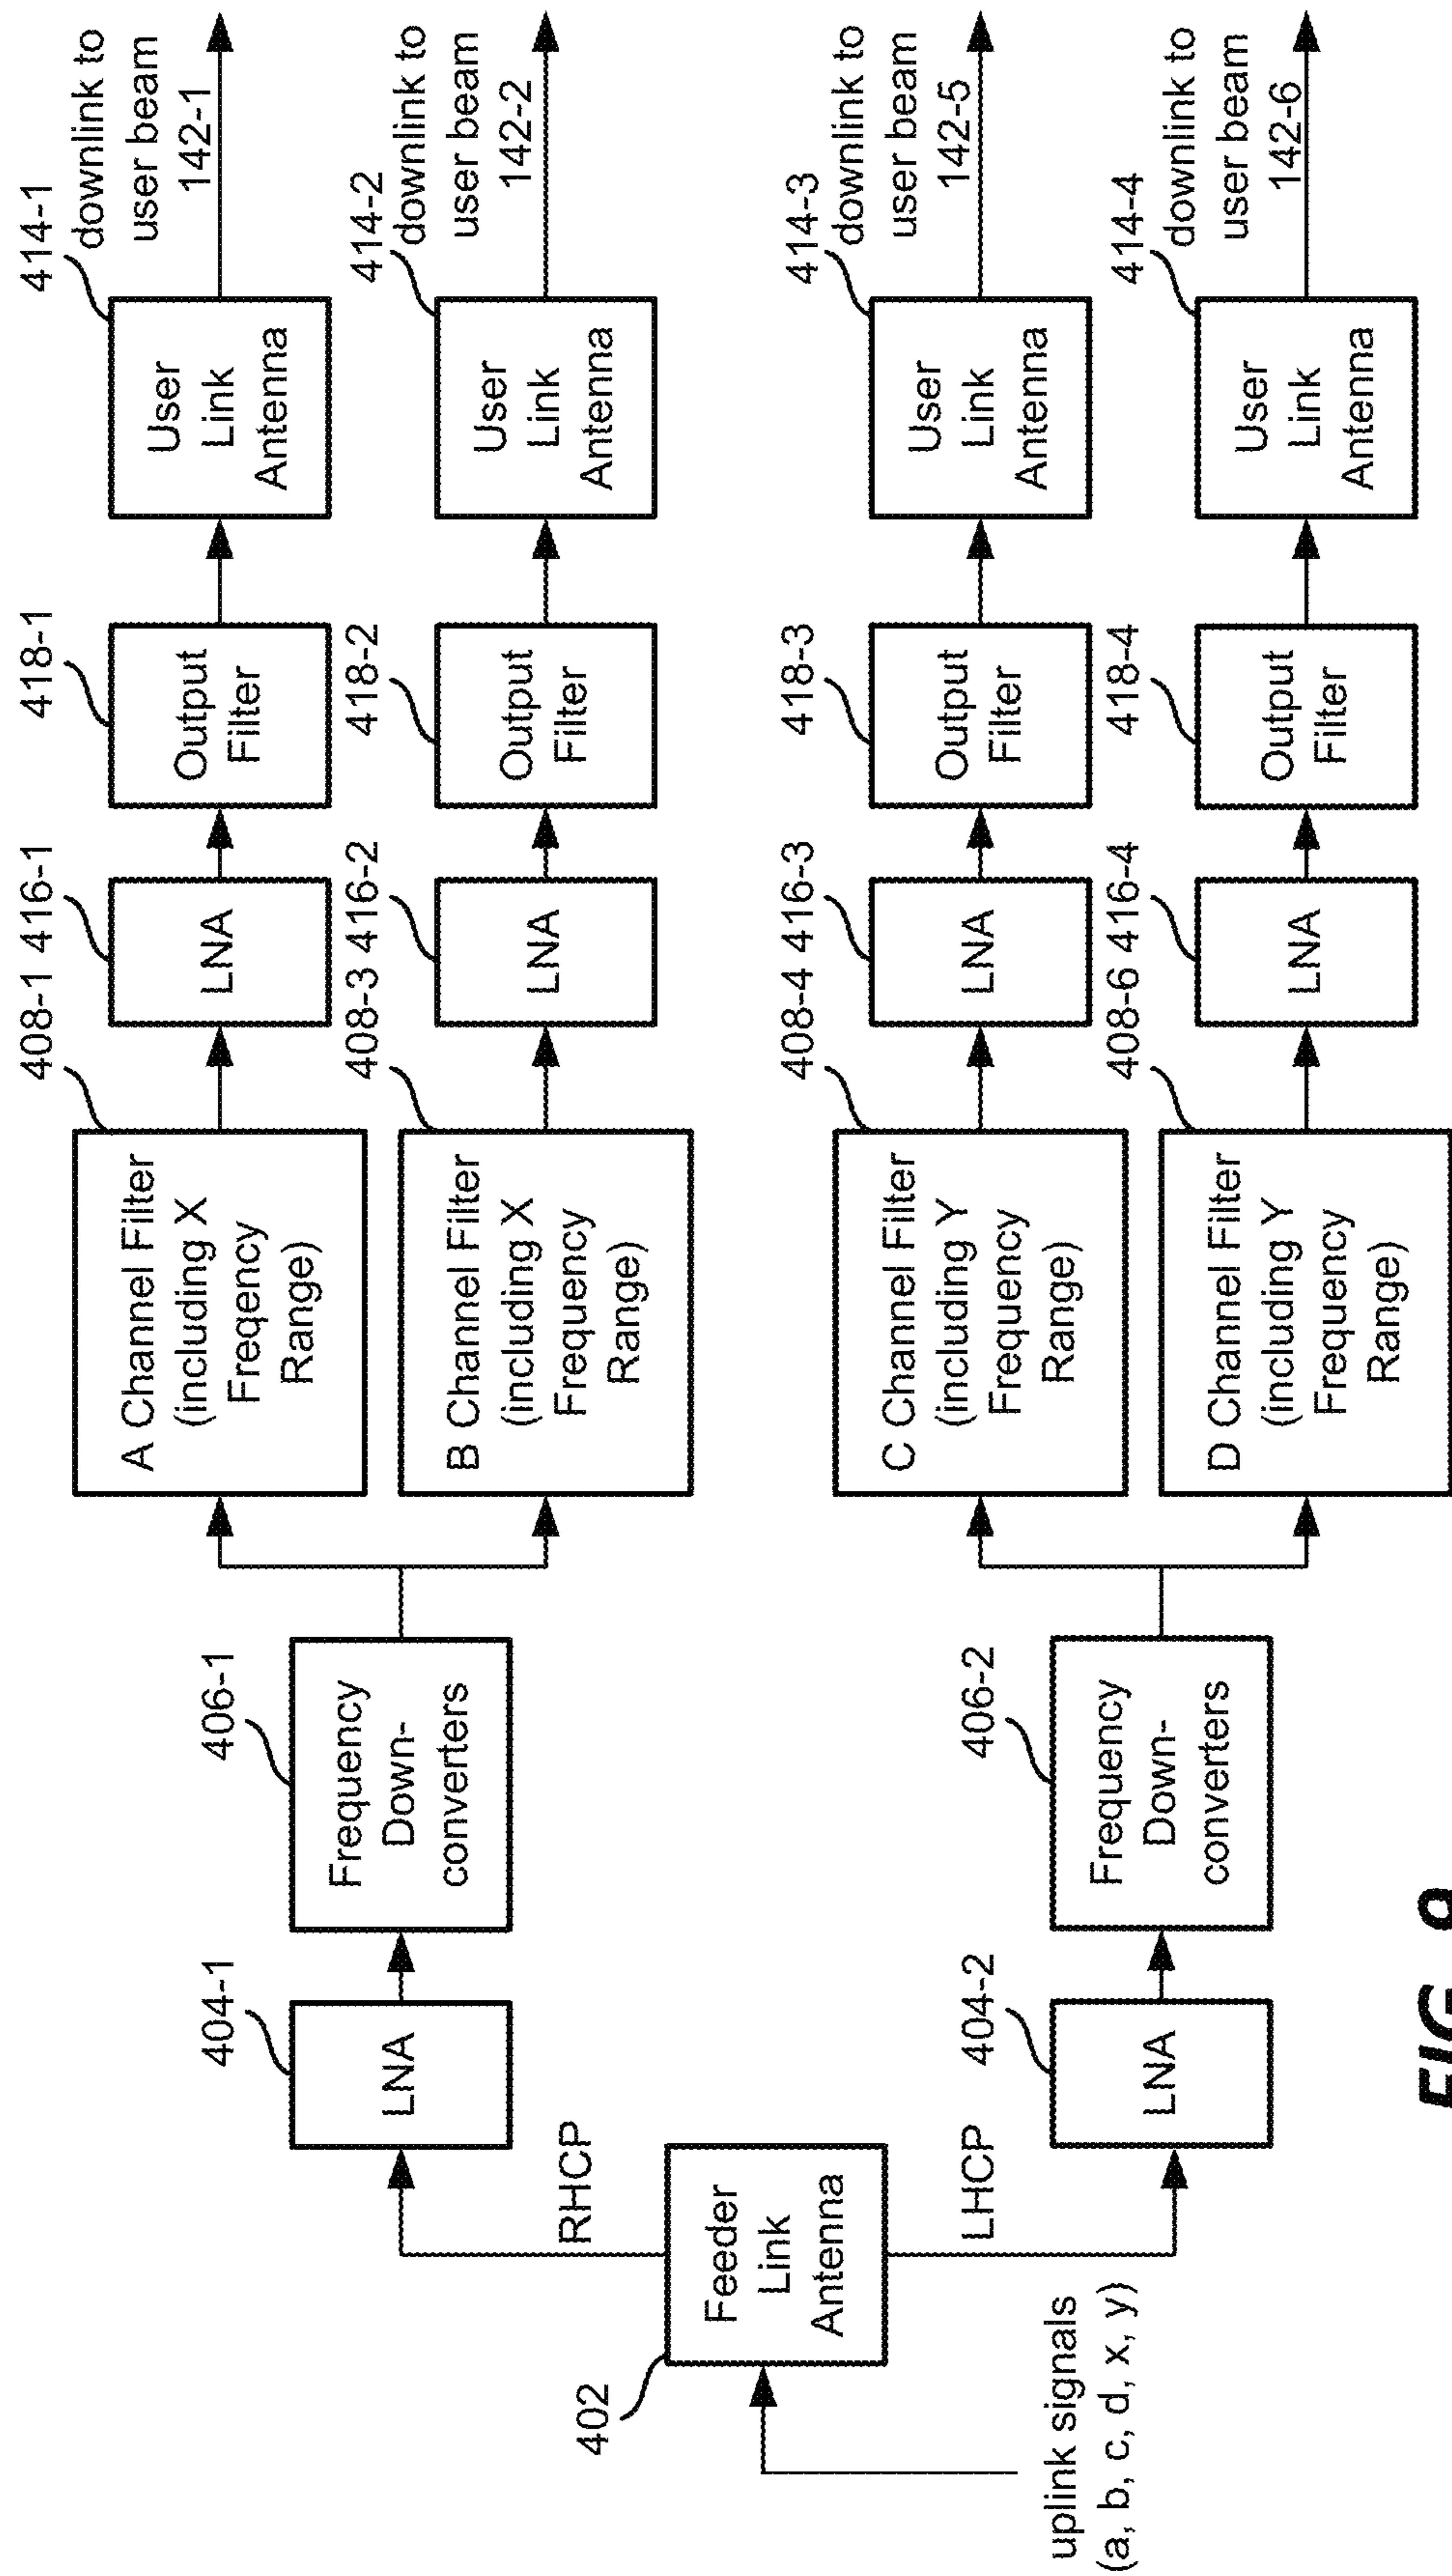 uplink signals
(a, b, c, d, x, y)
402
Feeder
Link
Antenna
RHCP
LHCP
404-1
LNA
406-1
Frequency
Down-
converters
408-1
A Channel Filter
(including X
Freqency
Range)
416-1
LNA
418-1
Output
Filter
414-1
User
Link
Antenna
downlink to
user beam
142-1
408-3
B Channel Filter
(including X
Frequency
Range)
416-2
LNA
418-2
Output
Filter
414-2
User
Link
Antenna
downlink to
user beam
142-2
404-2
LNA
406-2
Frequency
Down-
converters
408-4
C Channel Filter
(including Y
Frequency
Range)
416-3
LNA
418-3
Output
Filter
414-3
User
Link
Antenna
downlink to
user beam
142-5
408-6
D Channel Filter
(including Y
Frequency
Range)
416-4
LNA
418-4
Output
Filter
414-4
User
Link
Antenna
downlink to
user beam
142-6
FIG.